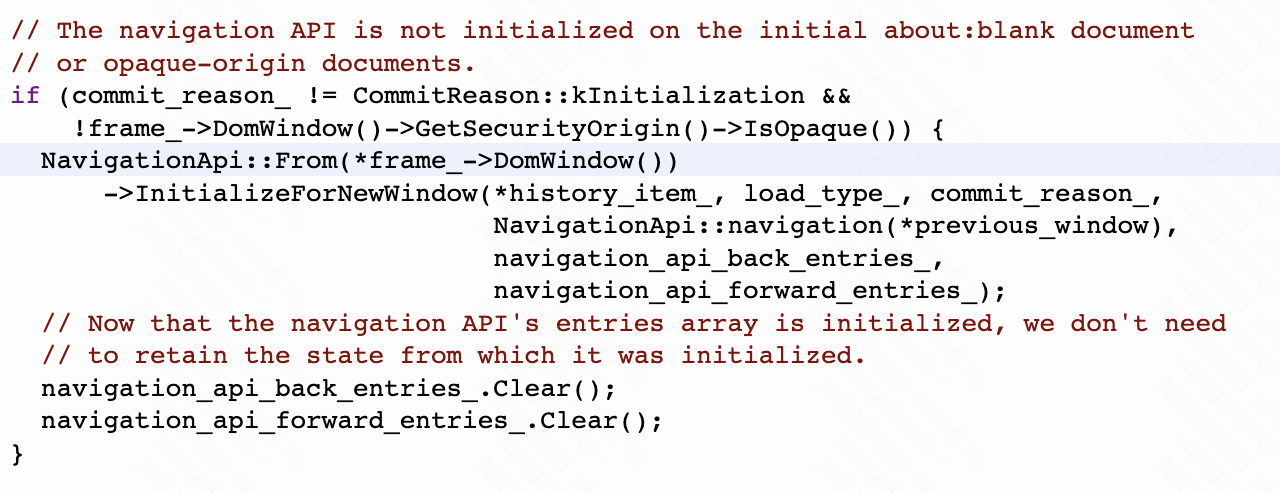 // The navigation API is not initialized on the initial about:blank document
// or opaque-origin documents.
if (commit_reason_ != CommitReason::kInitialization &&
    !frame_->DomWindow()->GetSecurityOrigin()->IsOpaque()) {
  NavigationApi::From(*frame_->DomWindow())
      ->InitializeForNewWindow(*history_item_, load_type_, commit_reason_,
                               NavigationApi::navigation(*previous_window),
                               navigation_api_back_entries_,
                               navigation_api_forward_entries_);
  // Now that the navigation API's entries array is initialized, we don't need
  // to retain the state from which it was initialized.
  navigation_api_back_entries_.Clear();
  navigation_api_forward_entries_.Clear();
}